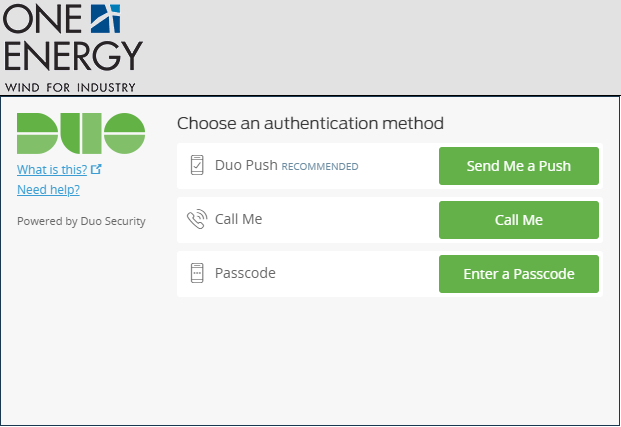 ONE
ENERGY
WIND FOR INDUSTRY
DUO
What is this?
Need help?
Powered by Duo Security
Choose an authentication method
Duo Push RECOMMENDED Send Me a Push
Call Me Call Me
Passcode Enter a Passcode